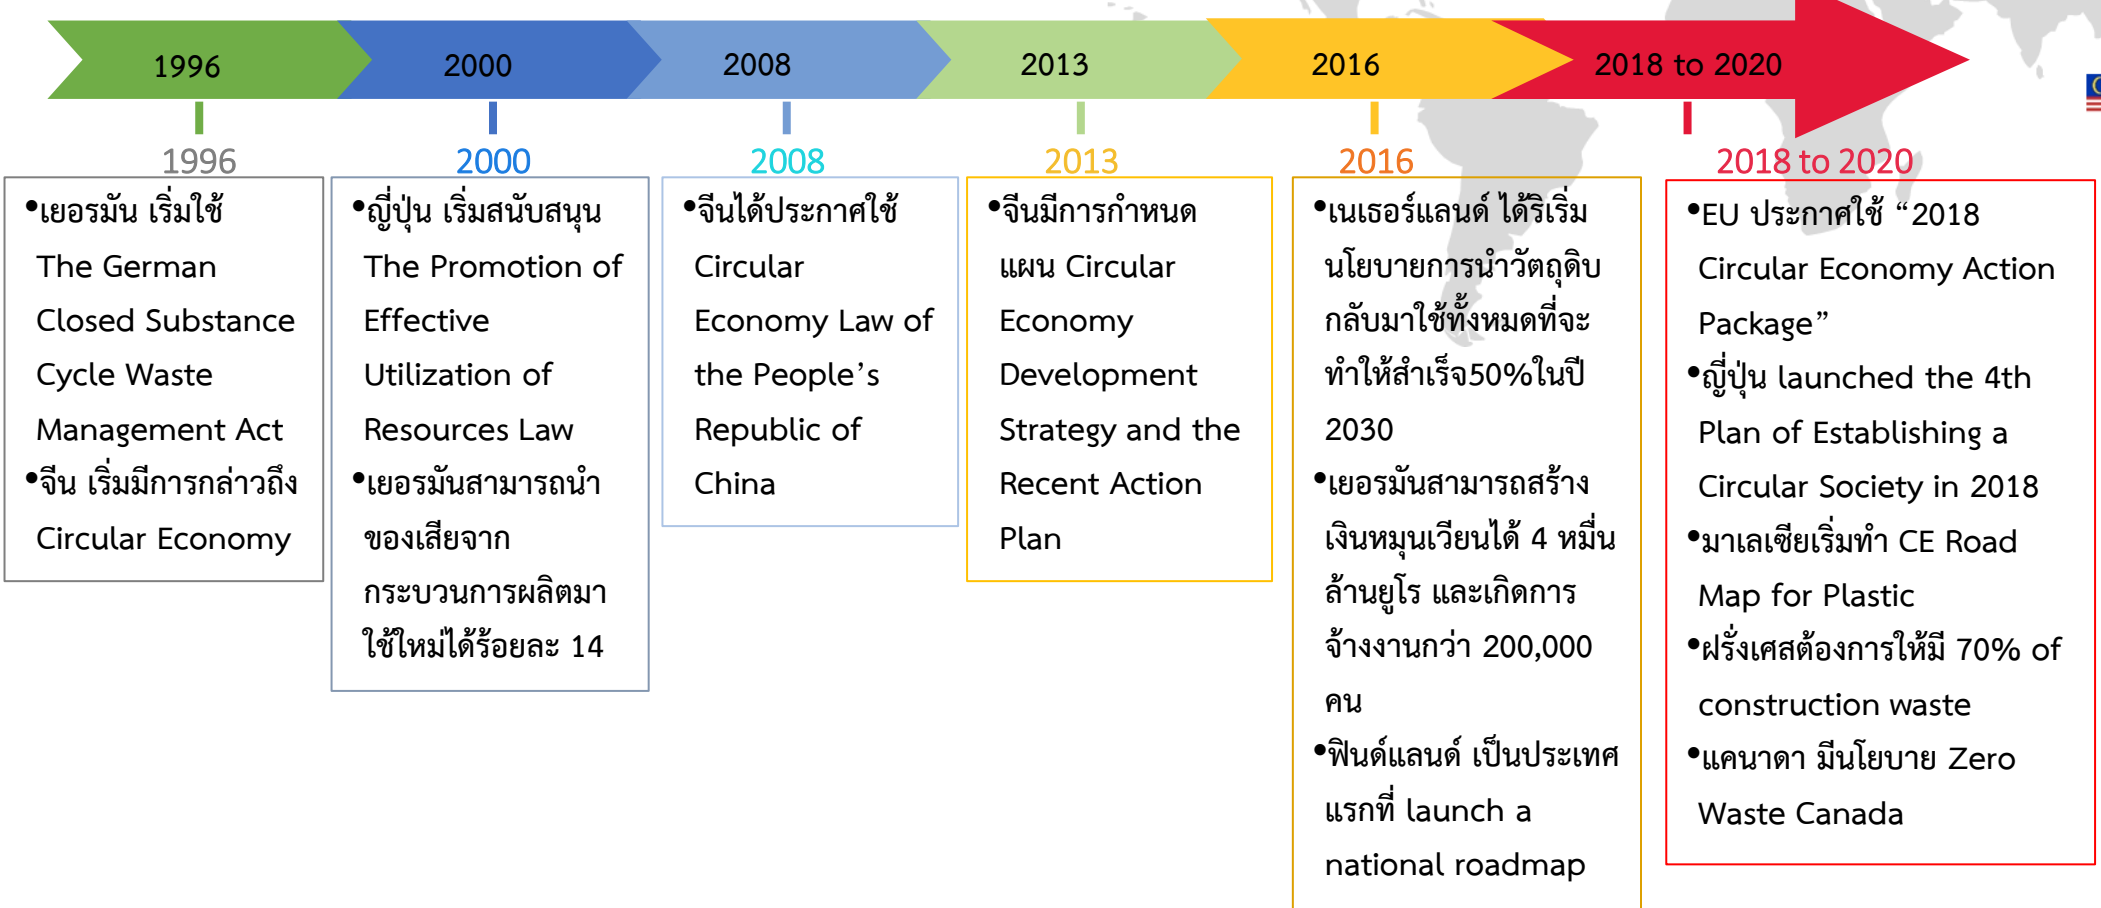 1996
2000
2008
2013
2016
2018 to 2020
1996
•เยอรมัน เริ่มใช้
The German
Closed Substance
Cycle Waste
Management Act
•จีน เริ่มมีการกล่าวถึง
Circular Economy
2000
•ญี่ปุ่น เริ่มสนับสนุน
The Promotion of
Effective
Utilization of
Resources Law
•เยอรมันสามารถนำ
ของเสียจาก
กระบวนการผลิตมา
ใช้ใหม่ได้ร้อยละ 14
2008
•จีนได้ประกาศใช้
Circular
Economy Law of
the People’s
Republic of
China
2013
•จีนมีการกำหนด
แผน Circular
Economy
Development
Strategy and the
Recent Action
Plan
2016
•เนเธอร์แลนด์ ได้ริเริ่ม
นโยบายการนำวัตถุดิบ
กลับมาใช้ทั้งหมดที่จะ
ทำให้สำเร็จ50%ในปี
2030
•เยอรมันสามารถสร้าง
เงินหมุนเวียนได้ 4 หมื่น
ล้านยูโร และเกิดการ
จ้างงานกว่า 200,000
คน
•ฟินด์แลนด์ เป็นประเทศ
แรกที่ launch a
national roadmap
2018 to 2020
•EU ประกาศใช้ “2018
Circular Economy Action
Package”
•ญี่ปุ่น launched the 4th
Plan of Establishing a
Circular Society in 2018
•มาเลเซียเริ่มทำ CE Road
Map for Plastic
•ฝรั่งเศสต้องการให้มี 70% of
construction waste
•แคนาดา มีนโยบาย Zero
Waste Canada